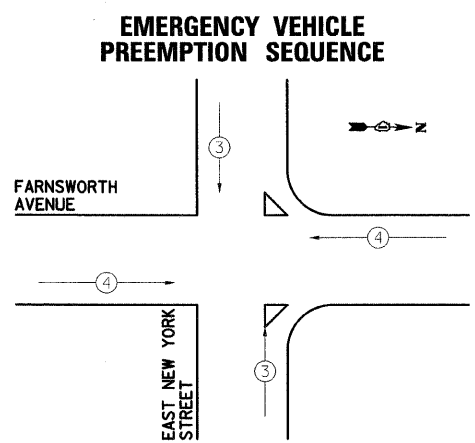 EMERGENCY VEHICLE
PREEMPTION SEQUENCE
3
N
FARNSWORTH
AVENUE
4
4
EAST NEW YORK
STREET
3